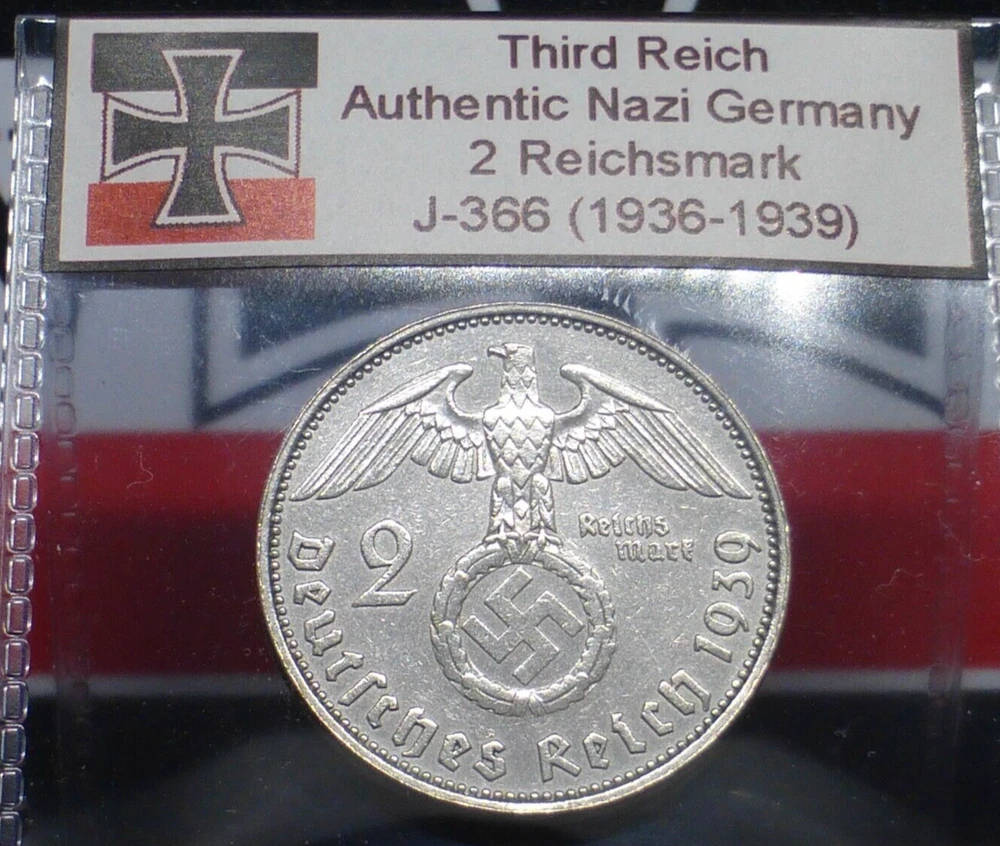 Third Reich
Authentic Nazi Germany
2 Reichsmark
J-366 (1936-1939)
2
Reichs
mark
Deutsches Reich 1939